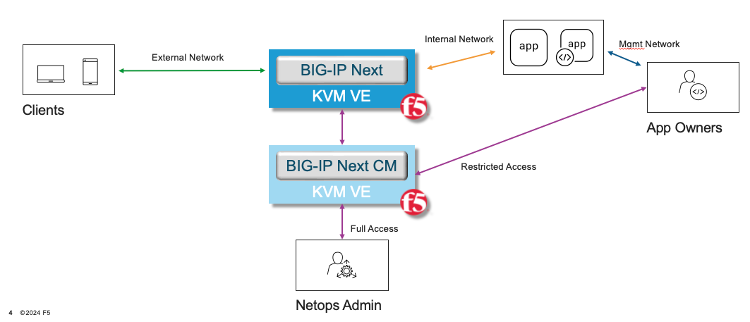 Internal Network
app
app
</>
Mgmt Network
External Network
BIG-IP Next
KVM VE
f5
Clients
</>
App Owners
BIG-IP Next CM
KVM VE
f5
Restricted Access
Full Access
Netops Admin
4 ©2024 F5